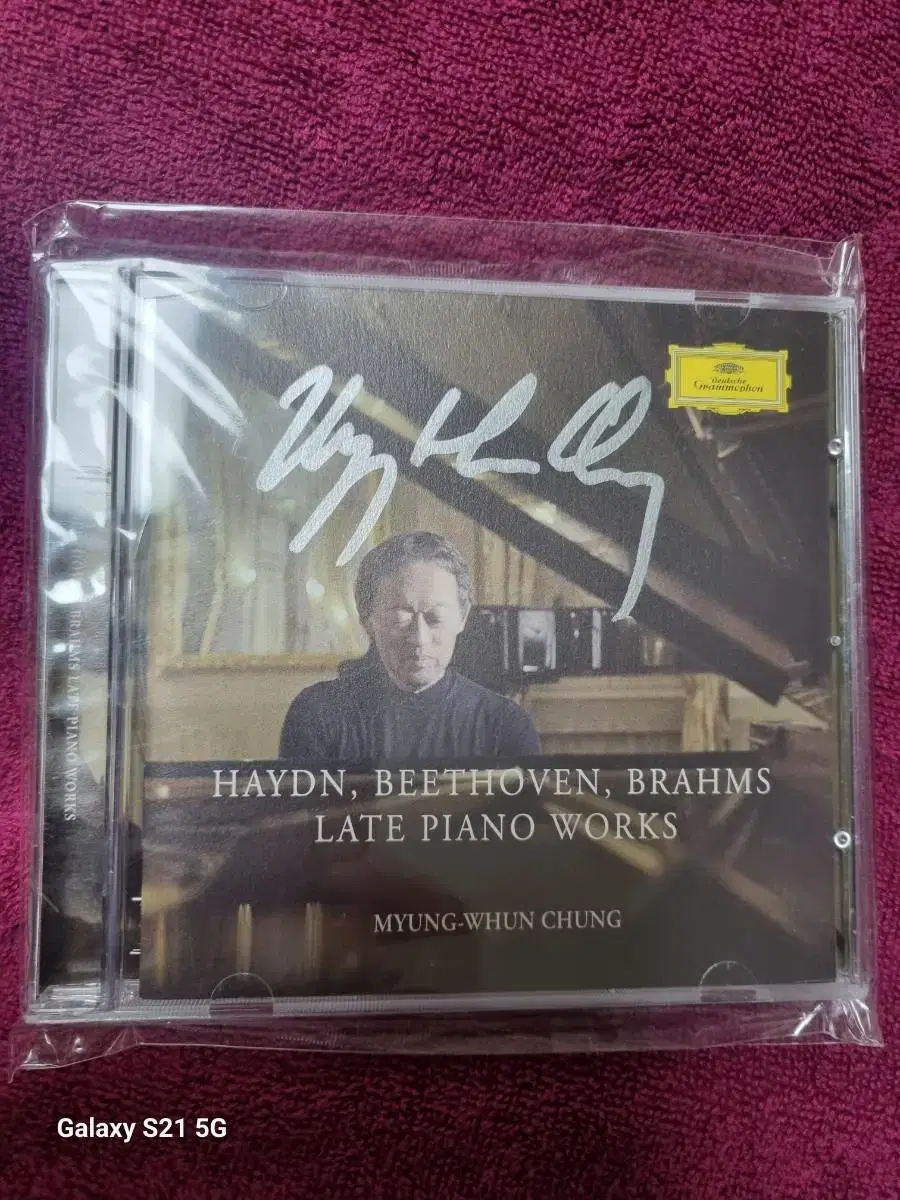 Deutsche
Grammophon
HAYDN, BEETHOVEN, BRAHMS
LATE PIANO WORKS
MYUNG-WHUN CHUNG
BRAHMS LATE PIANO WORKS
Galaxy S21 5G